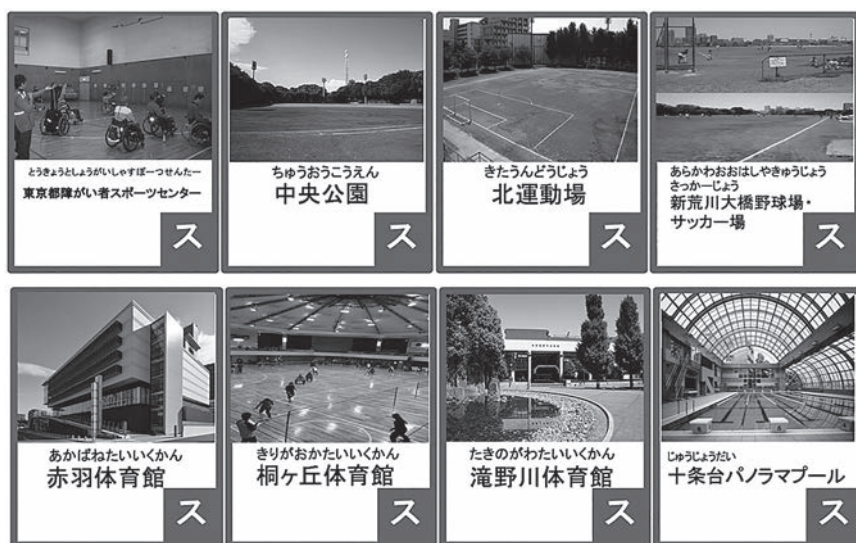 とうきょうとしょうがいしゃすぽーつせんたー
東京都障がい者スポーツセンター
ス
ちゅうおうこうえん
中央公園
ス
きたうんどうじょう
北運動場
ス
あらかわおおはしやきゅうじょう
さっかーじょう
新荒川大橋野球場・
サッカー場
ス
あかばねたいいくかん
赤羽体育館
ス
きりがおかたいいくかん
桐ヶ丘体育館
ス
たきのがわたいいくかん
滝野川体育館
ス
じゅうじょうだい
十条台パノラマプール
ス